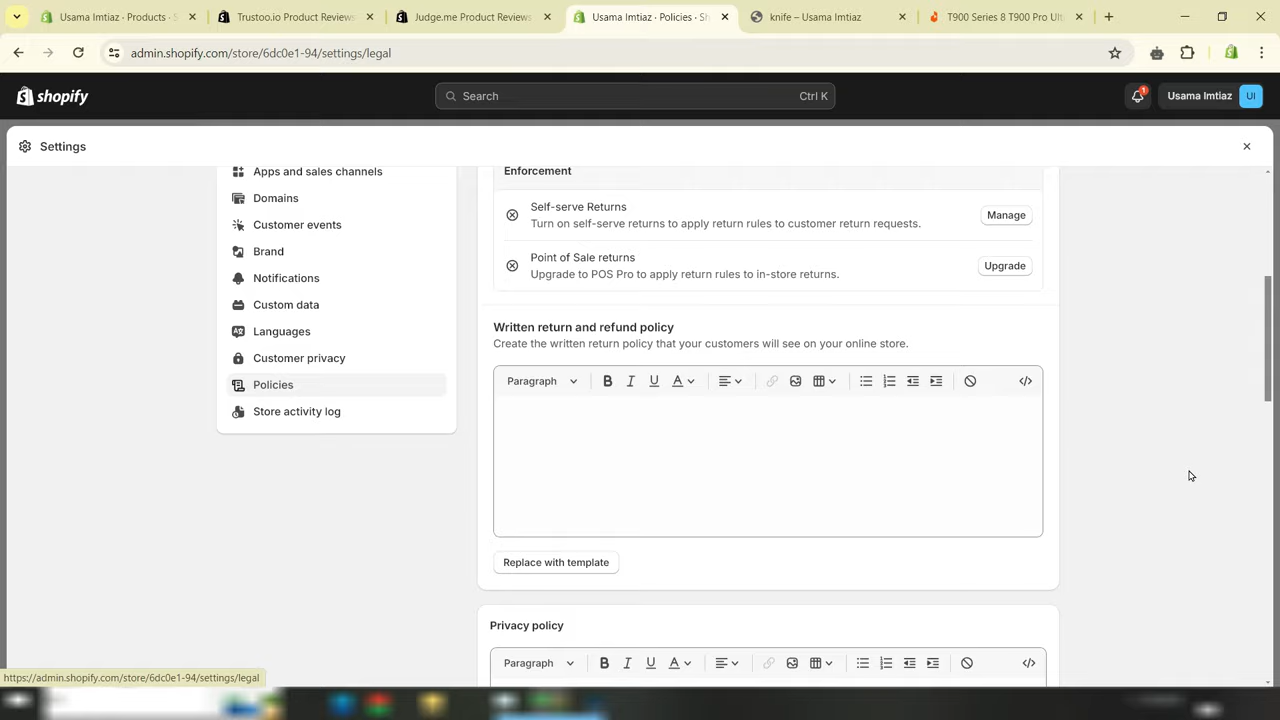 Usama Imtiaz · Products · S
Trustoo.io Product Reviews
Judge.me Product Reviews
Usama Imtiaz · Policies · Sh
knife – Usama Imtiaz
T900 Series 8 T900 Pro Ult
admin.shopify.com/store/6dc0e1-94/settings/legal
shopify
Search
Ctrl K
1
Usama Imtiaz
UI
Settings
Apps and sales channels
Domains
Customer events
Brand
Notifications
Custom data
Languages
Customer privacy
Policies
Store activity log
Enforcement
Self-serve Returns
Turn on self-serve returns to apply return rules to customer return requests.
Manage
Point of Sale returns
Upgrade to POS Pro to apply return rules to in-store returns.
Upgrade
Written return and refund policy
Create the written return policy that your customers will see on your online store.
Paragraph
Replace with template
Privacy policy
Paragraph
https://admin.shopify.com/store/6dc0e1-94/settings/legal